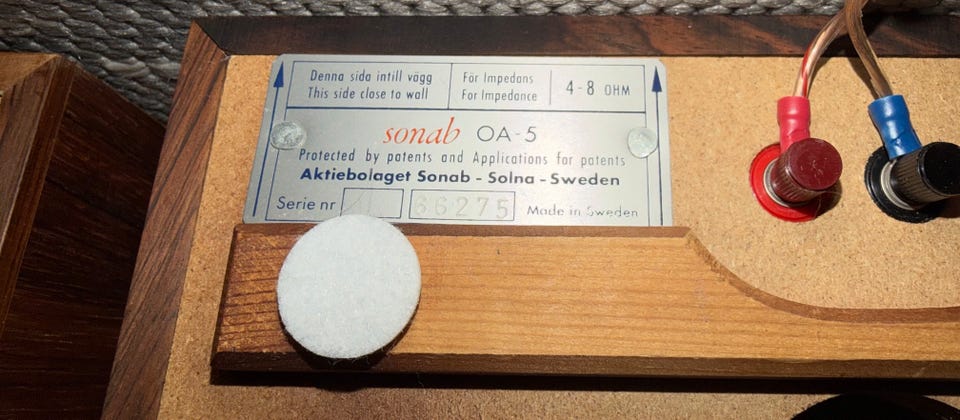 Denna sida intill vägg
This side close to wall
För Impedans
For Impedance
4-8 OHM
sonab OA-5
Protected by patents and Applications for patents
Aktiebolaget Sonab - Solna - Sweden
Serie nr 66275 Made in Sweden